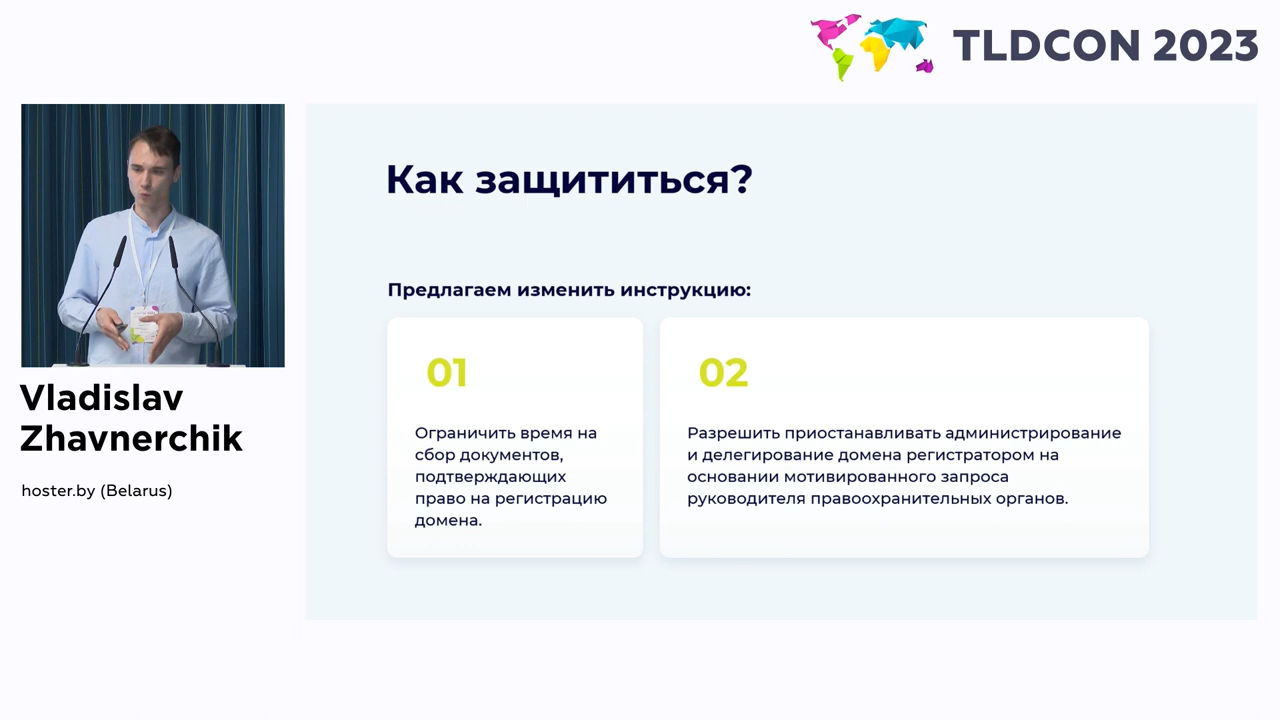 TLDCON 2023
Как защититься?
Предлагаем изменить инструкцию:
01
Ограничить время на
сбор документов,
подтверждающих
право на регистрацию
домена.
02
Разрешить приостанавливать администрирование
и делегирование домена регистратором на
основании мотивированного запроса
руководителя правоохранительных органов.
Vladislav
Zhavnerchik
hoster.by (Belarus)